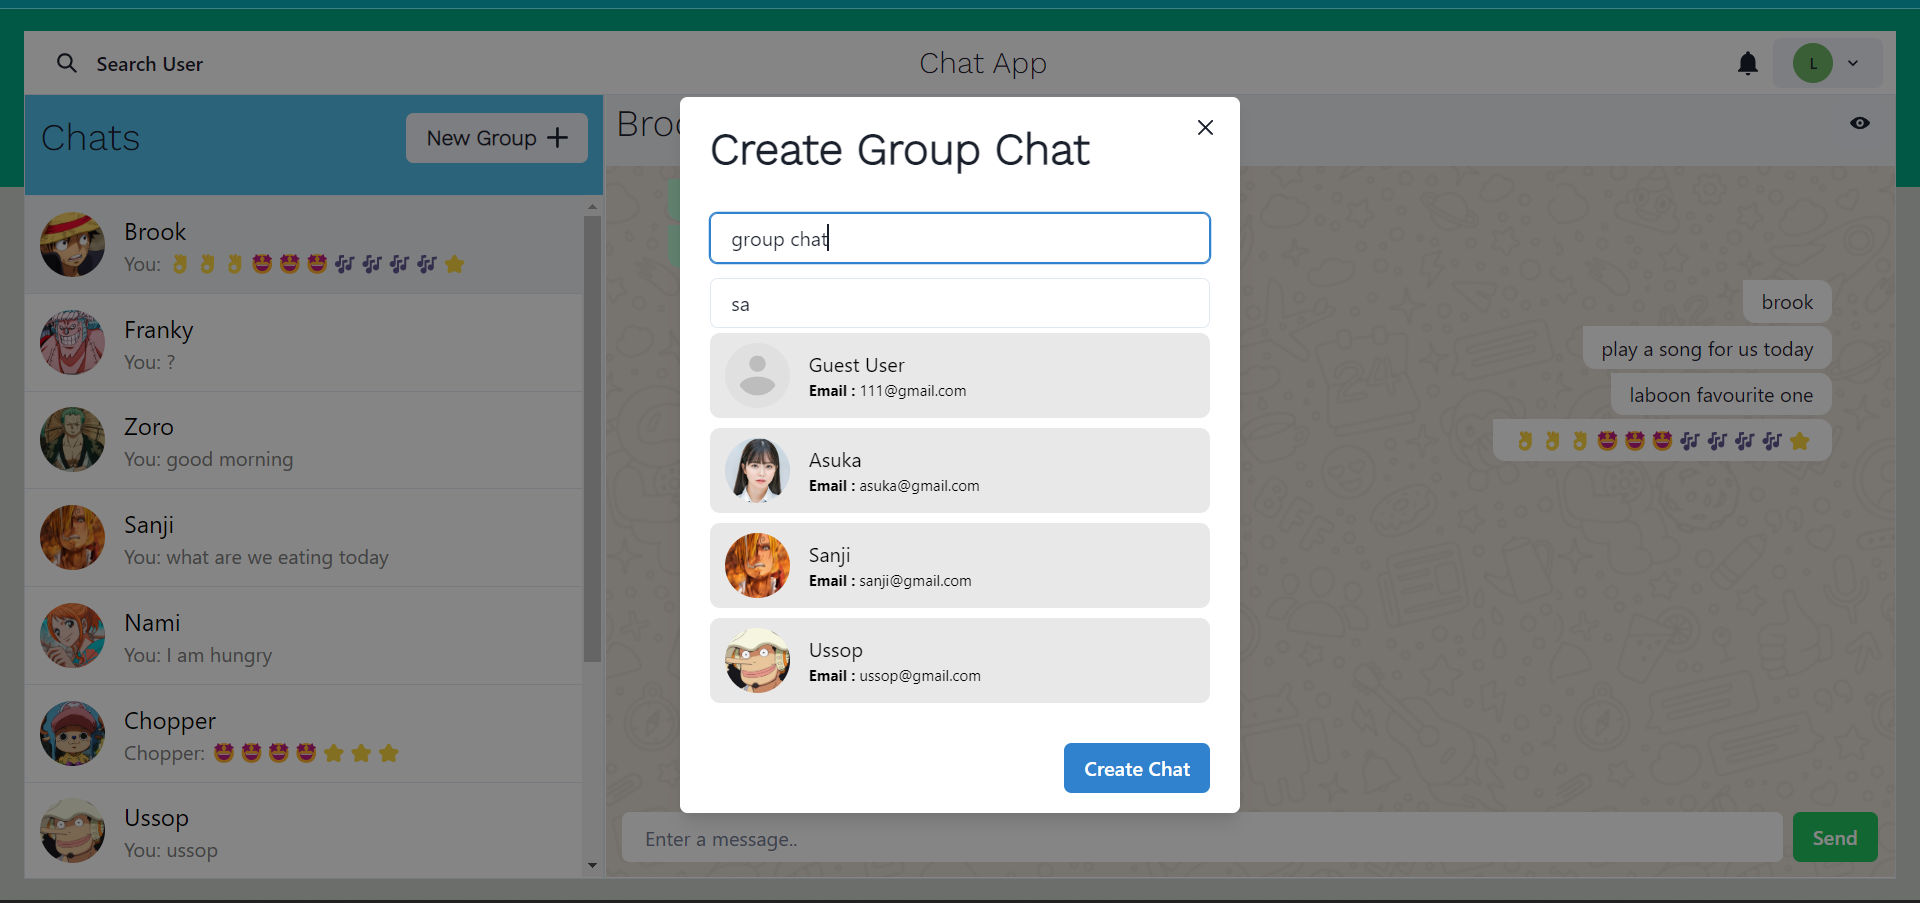 Search User
Chat App
L
Chats
New Group
Brook
You: 👌👌👌🤩🤩🤩🎶🎶🎶🎶⭐
Franky
You: ?
Zoro
You: good morning
Sanji
You: what are we eating today
Nami
You: I am hungry
Chopper
Chopper: 🤩🤩🤩🤩⭐⭐⭐
Ussop
You: ussop
Create Group Chat
group chat
sa
Guest User
Email : 111@gmail.com
Asuka
Email : asuka@gmail.com
Sanji
Email : sanji@gmail.com
Ussop
Email : ussop@gmail.com
Create Chat
brook
play a song for us today
laboon favourite one
👌👌👌🤩🤩🤩🎶🎶🎶🎶⭐
Enter a message..
Send